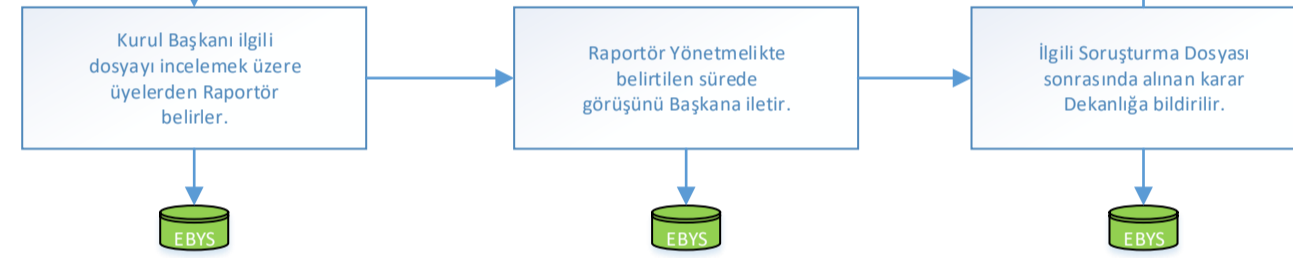 Kurul Başkanı ilgili
dosyayı incelemek üzere
üyelerden Raportör
belirler.
Raportör Yönetmelikte
belirtilen sürede
görüşünü Başkana iletir.
İlgili Soruşturma Dosyası
sonrasında alınan karar
Dekanlığa bildirilir.
EBYS
EBYS
EBYS